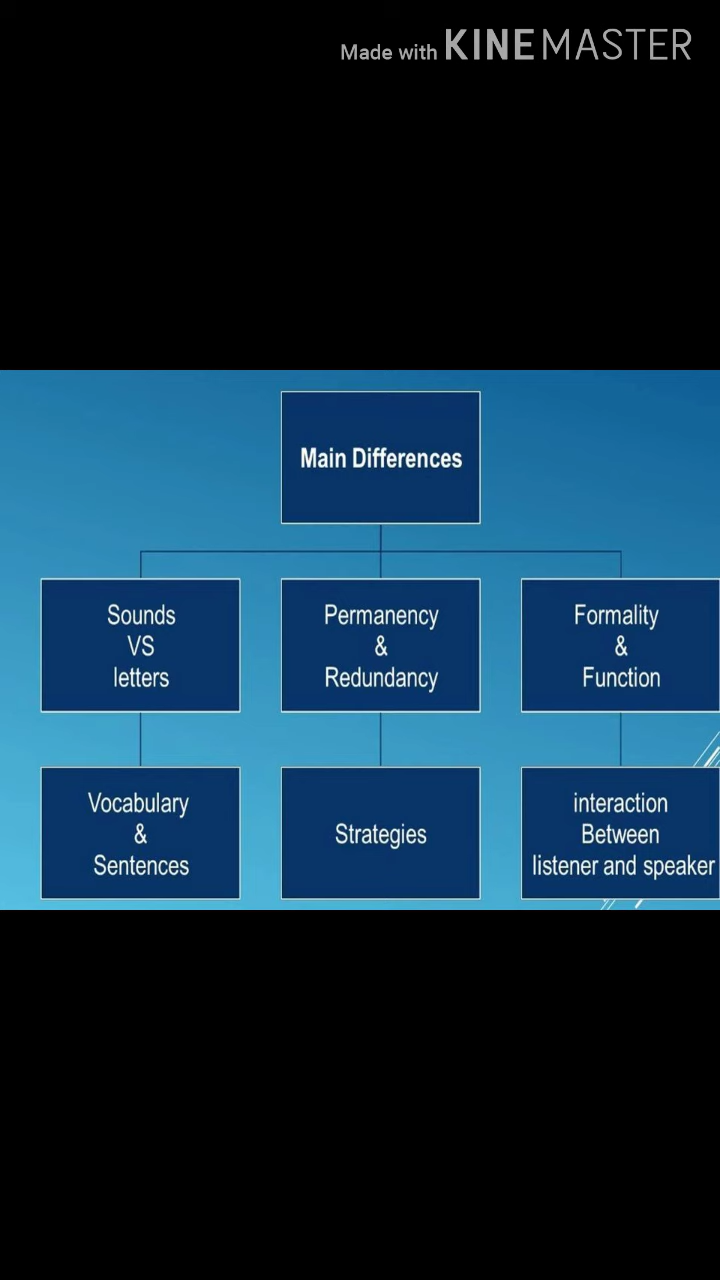 Made with KINEMASTER
Main Differences
Sounds
VS
letters
Permanency
&
Redundancy
Formality
&
Function
Vocabulary
&
Sentences
Strategies
interaction
Between
listener and speaker